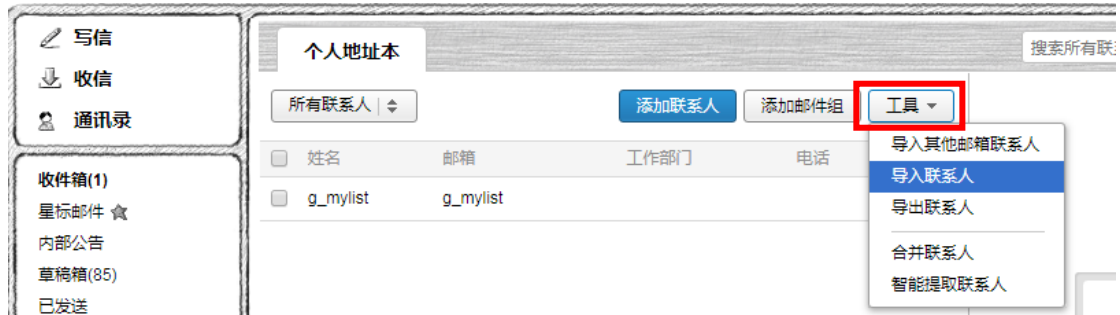 写信
收信
通讯录
收件箱(1)
星标邮件
内部公告
草稿箱(85)
已发送
个人地址本
搜索所有联
所有联系人
添加联系人
添加邮件组
工具
姓名
邮箱
工作部门
电话
g_mylist
g_mylist
导入其他邮箱联系人
导入联系人
导出联系人
合并联系人
智能提取联系人